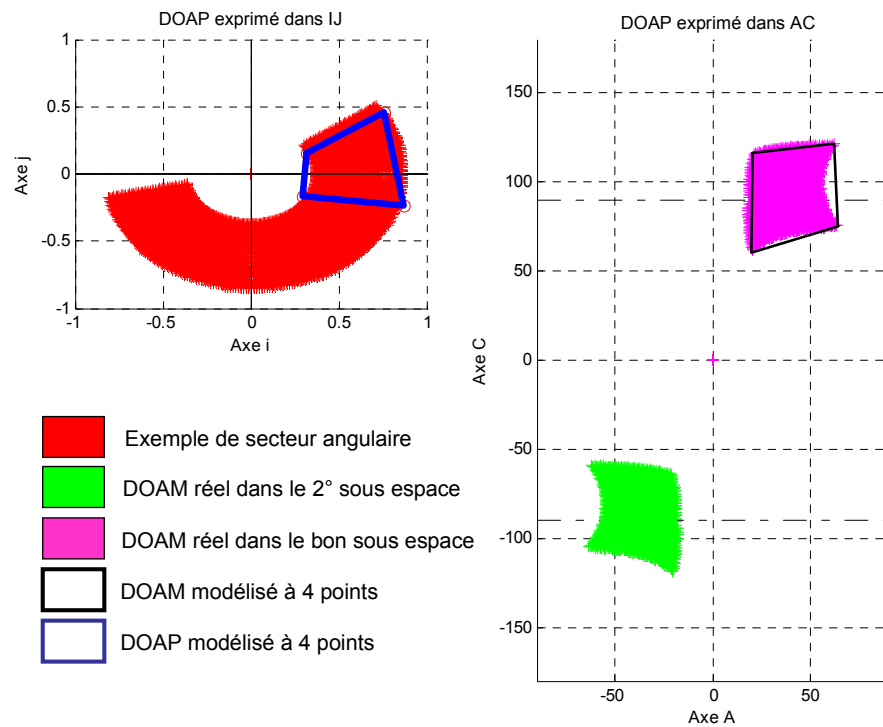 DOAP exprimé dans IJ
1
0.5
0
-0.5
-1
-1
-0.5
0
0.5
1
Axe j
Axe i
Exemple de secteur angulaire
DOAM réel dans le 2° sous espace
DOAM réel dans le bon sous espace
DOAM modélisé à 4 points
DOAP modélisé à 4 points
DOAP exprimé dans AC
150
100
50
0
-50
-100
-150
-50
0
50
Axe C
Axe A